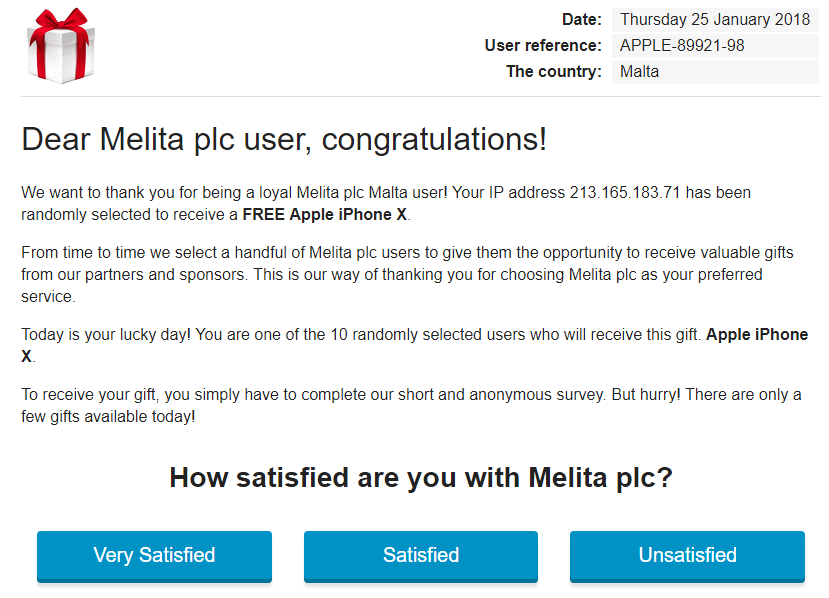 Date: Thursday 25 January 2018
User reference: APPLE-89921-98
The country: Malta
Dear Melita plc user, congratulations!
We want to thank you for being a loyal Melita plc Malta user! Your IP address 213.165.183.71 has been
randomly selected to receive a FREE Apple iPhone X.
From time to time we select a handful of Melita plc users to give them the opportunity to receive valuable gifts
from our partners and sponsors. This is our way of thanking you for choosing Melita plc as your preferred
service.
Today is your lucky day! You are one of the 10 randomly selected users who will receive this gift. Apple iPhone
X.
To receive your gift, you simply have to complete our short and anonymous survey. But hurry! There are only a
few gifts available today!
How satisfied are you with Melita plc?
Very Satisfied
Satisfied
Unsatisfied